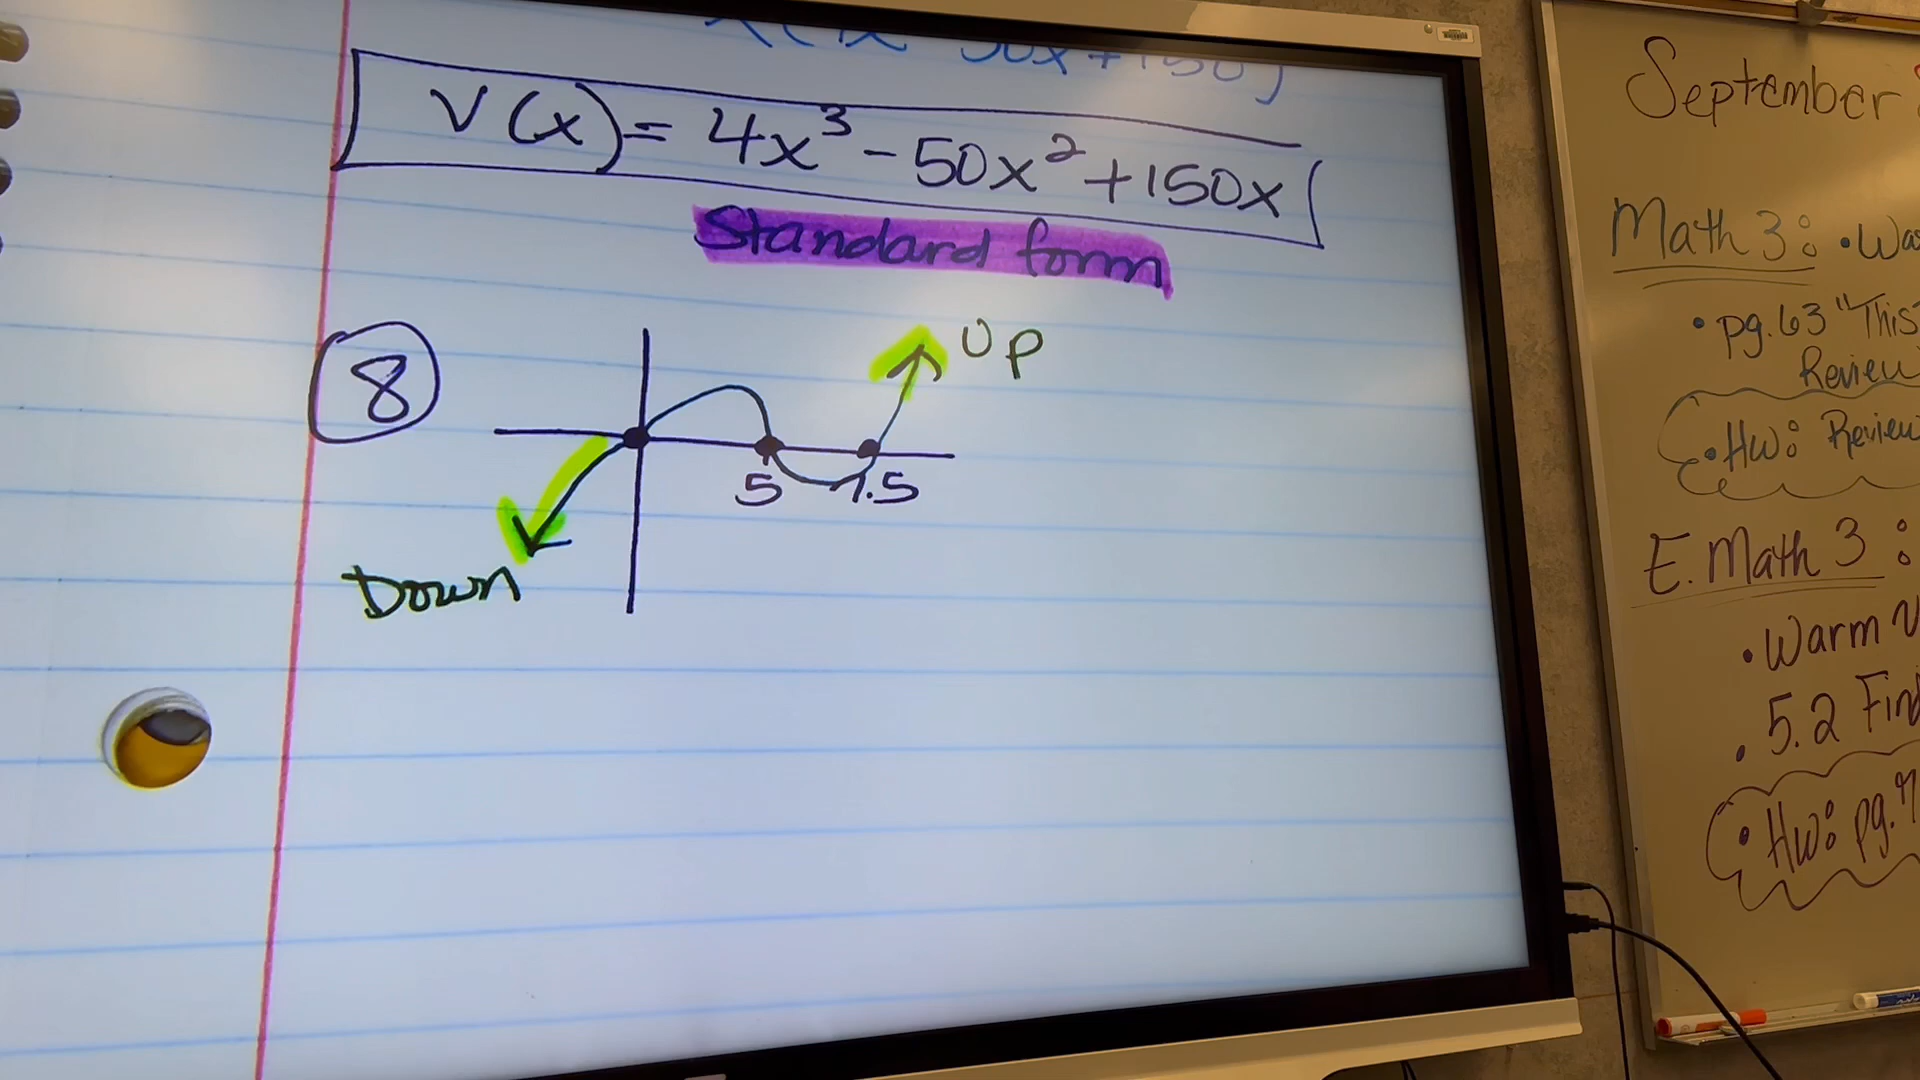 V(x) = 4x³ - 50x² + 150x
Standard form
8
Up
5 7.5
Down
September
Math 3:
• pg. 63 "This
Review
• Hw: Review
E. Math 3:
• Warm
• 5.2
• Hw: pg.